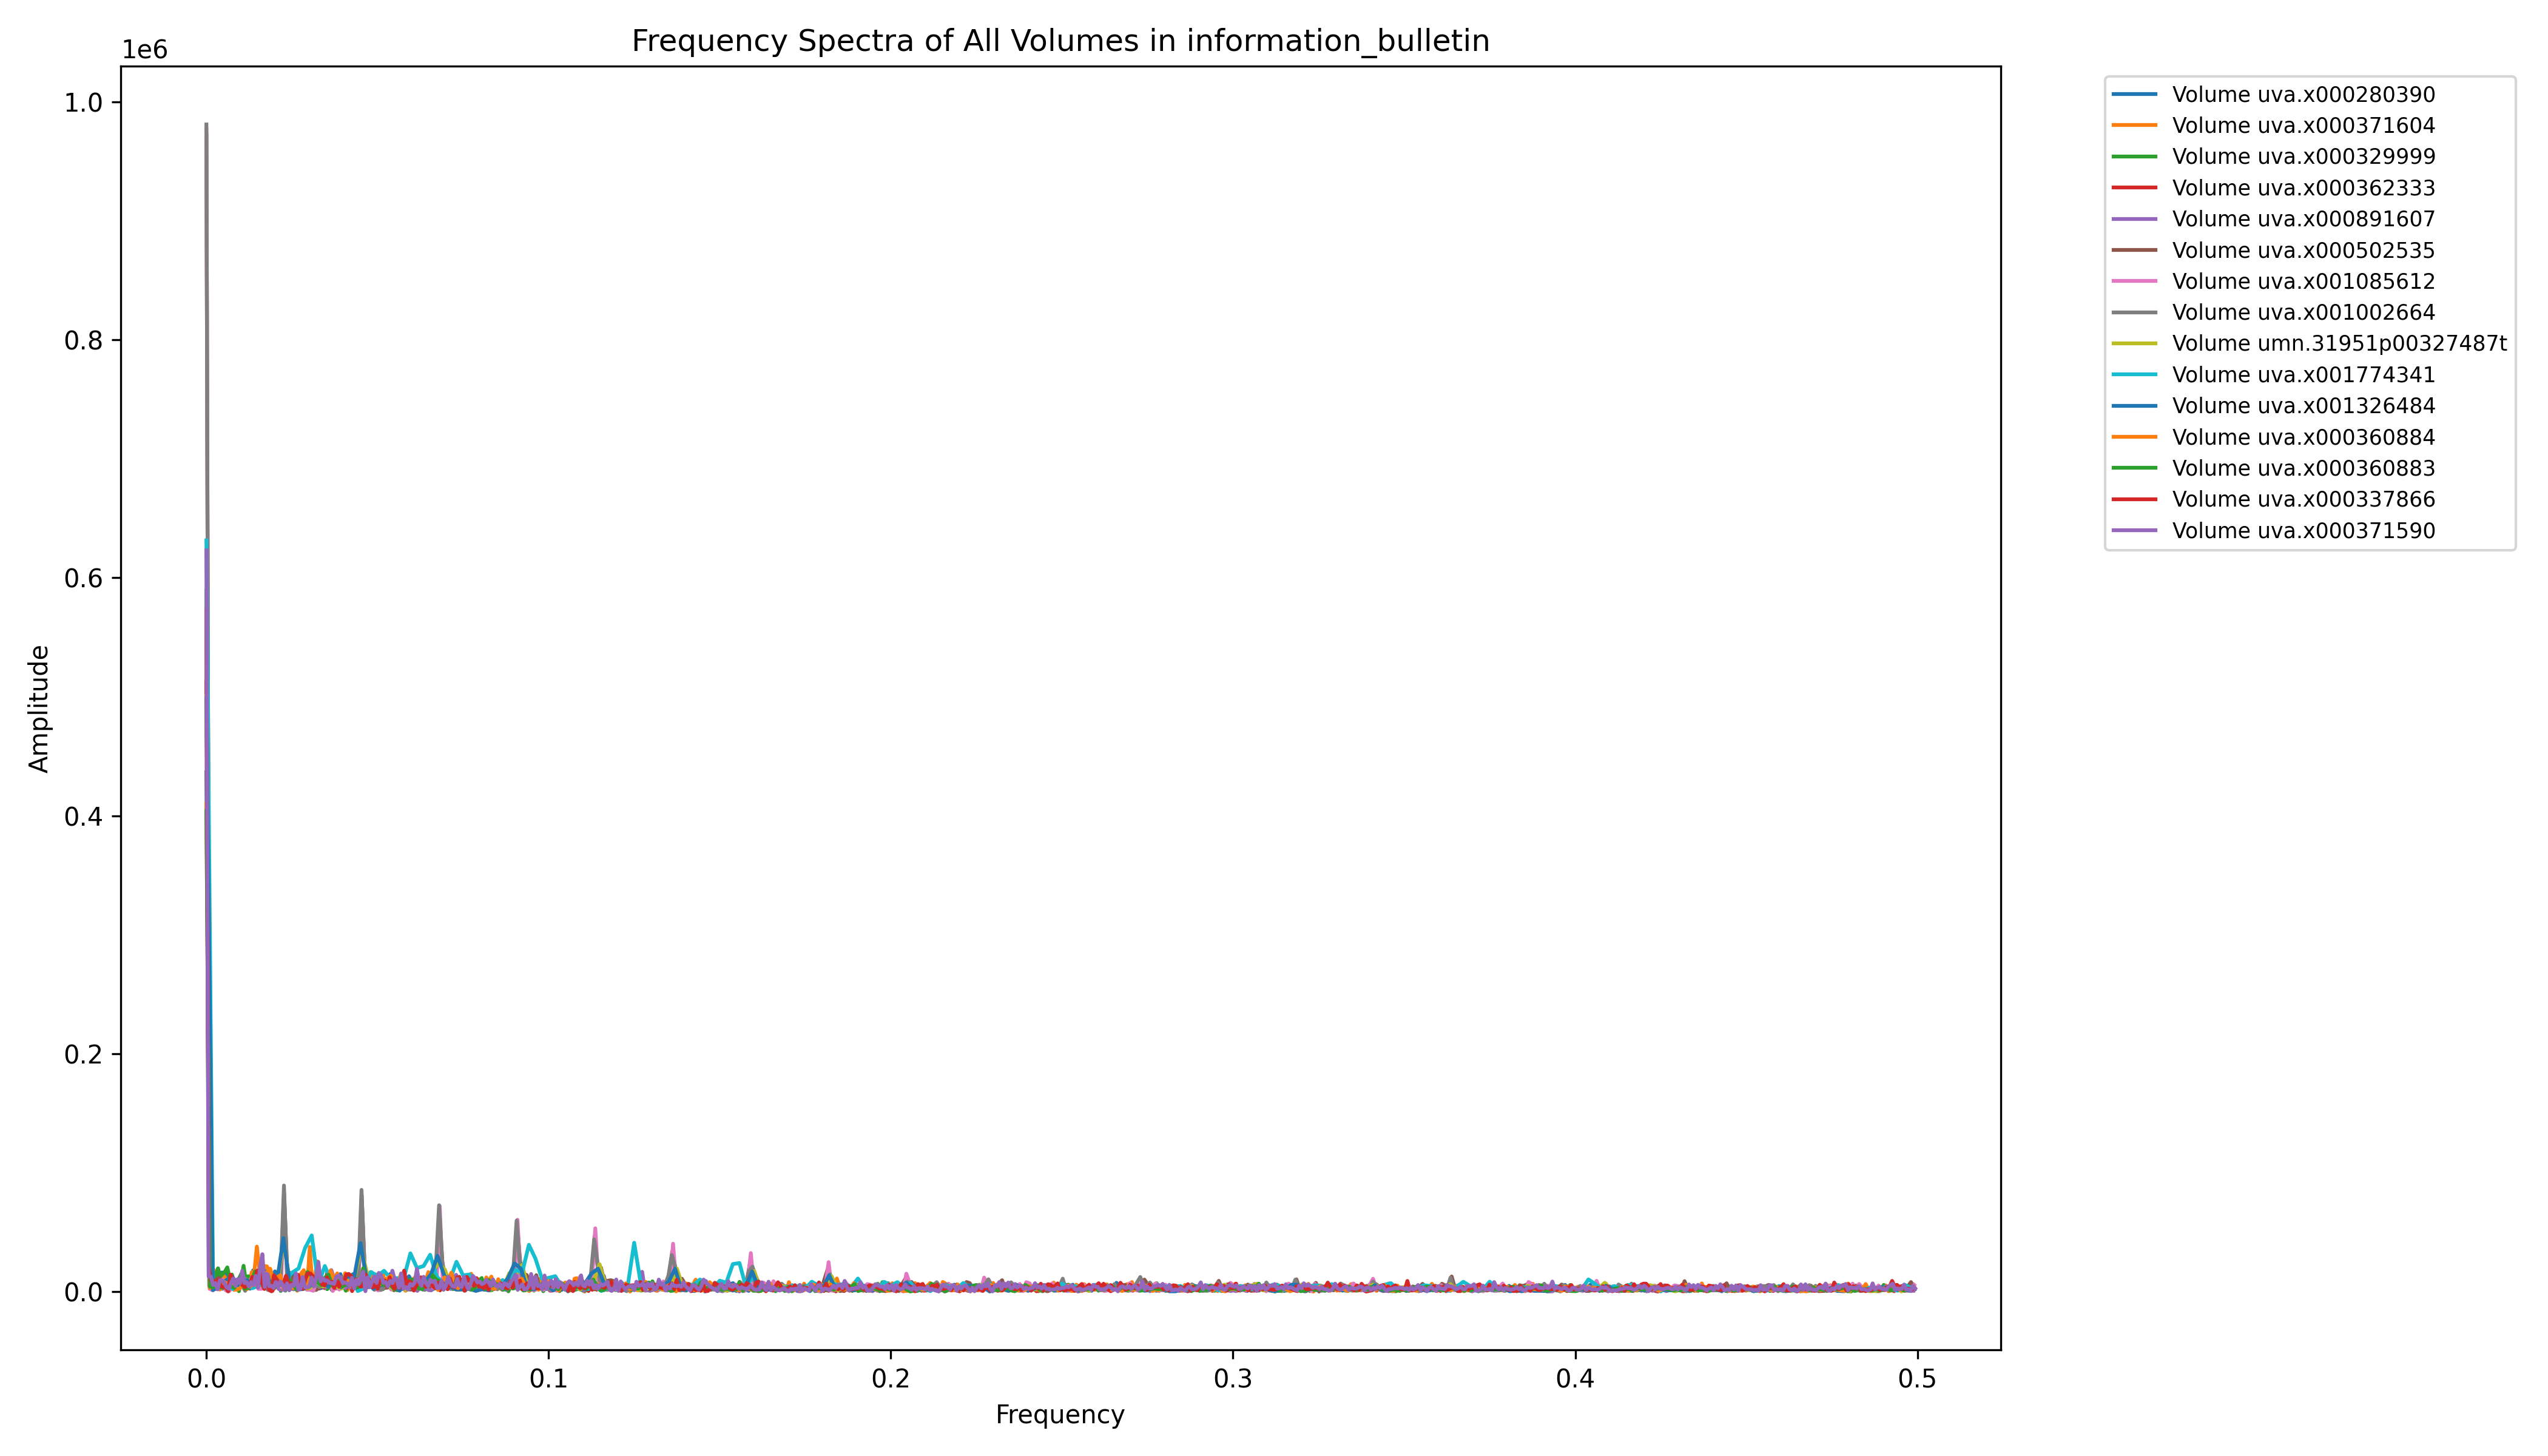 Frequency Spectra of All Volumes in information_bulletin
1e6
1.0
0.8
0.6
0.4
0.2
0.0
Amplitude
0.0
0.1
0.2
0.3
0.4
0.5
Frequency
Volume uva.x000280390
Volume uva.x000371604
Volume uva.x000329999
Volume uva.x000362333
Volume uva.x000891607
Volume uva.x000502535
Volume uva.x001085612
Volume uva.x001002664
Volume umn.31951p00327487t
Volume uva.x001774341
Volume uva.x001326484
Volume uva.x000360884
Volume uva.x000360883
Volume uva.x000337866
Volume uva.x000371590